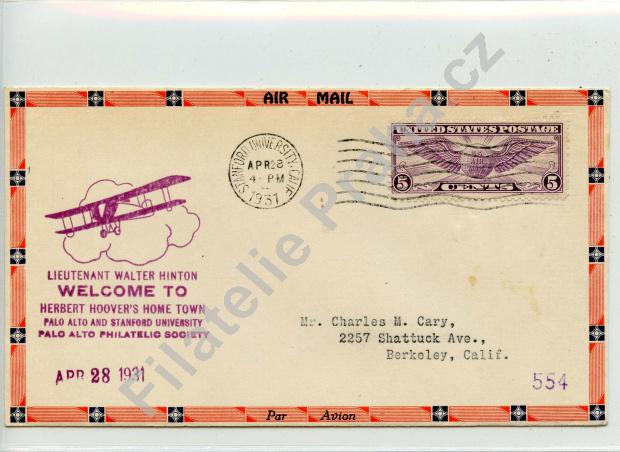 AIR MAIL
STANFORD UNIVERSITY, CALIF.
APR 28
4 - PM
1931
UNITED STATES POSTAGE
AIR
5 CENTS 5
LIEUTENANT WALTER HINTON
WELCOME TO
HERBERT HOOVER'S HOME TOWN
PALO ALTO AND STANFORD UNIVERSITY
PALO ALTO PHILATELIC SOCIETY
APR 28 1931
Mr. Charles M. Cary,
2257 Shattuck Ave.,
Berkeley, Calif.
554
Par Avion
Filatelie Praka.cz